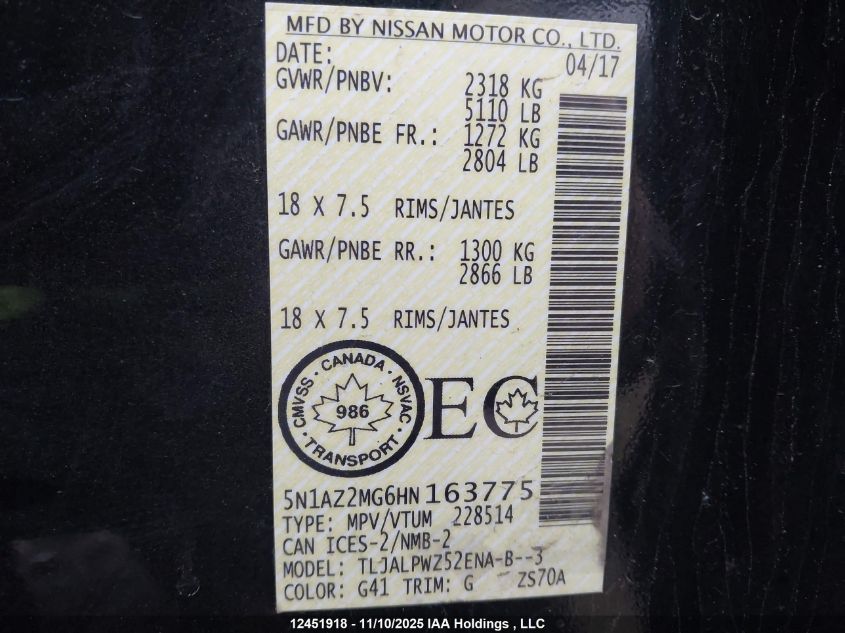 MFD BY NISSAN MOTOR CO., LTD.
DATE: 04/17
GVWR/PNBV: 2318 KG
5110 LB
GAWR/PNBE FR.: 1272 KG
2804 LB
18 X 7.5 RIMS/JANTES
GAWR/PNBE RR.: 1300 KG
2866 LB
18 X 7.5 RIMS/JANTES
CMVSS · CANADA · NSVAC · TRANSPORT ·
986
EC
5N1AZ2MG6HN163775
TYPE: MPV/VTUM 228514
CAN ICES-2/NMB-2
MODEL: TLJALPWZ52ENA-B--3
COLOR: G41 TRIM: G ZS70A
12451918 - 11/10/2025 IAA Holdings , LLC